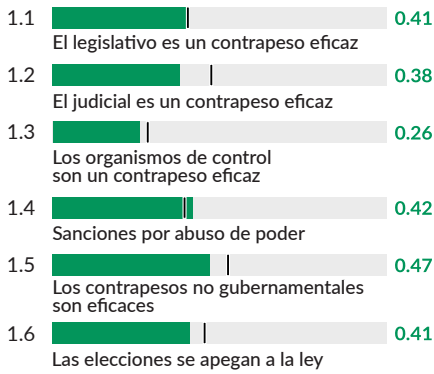 1.1 0.41
El legislativo es un contrapeso eficaz
1.2 0.38
El judicial es un contrapeso eficaz
1.3 0.26
Los organismos de control
son un contrapeso eficaz
1.4 0.42
Sanciones por abuso de poder
1.5 0.47
Los contrapesos no gubernamentales
son eficaces
1.6 0.41
Las elecciones se apegan a la ley